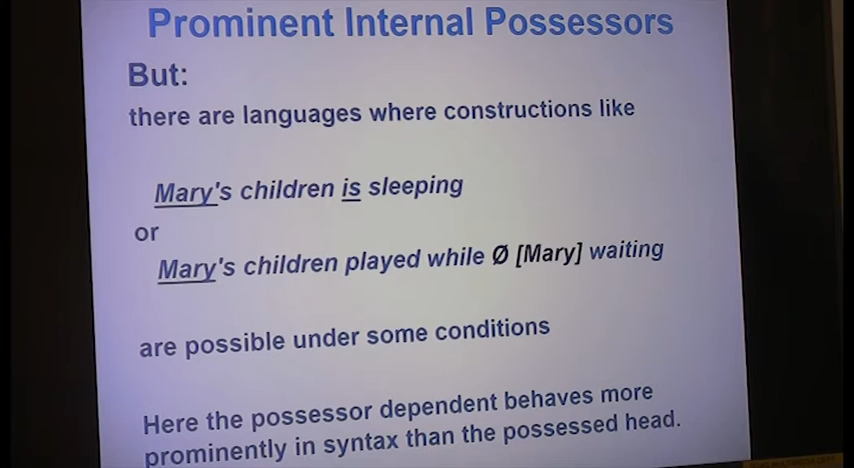 Prominent Internal Possessors
But:
there are languages where constructions like
Mary's children is sleeping
or
Mary's children played while Ø [Mary] waiting
are possible under some conditions
Here the possessor dependent behaves more
prominently in syntax than the possessed head.